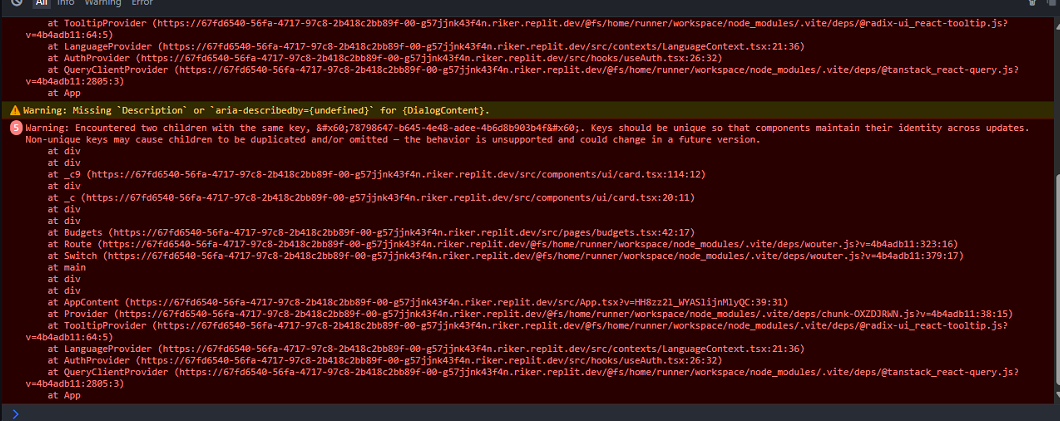 All Info Warning Error
at TooltipProvider (https://67fd6540-56fa-4717-97c8-2b418c2bb89f-00-g57jjnk43f4n.riker.replit.dev/@fs/home/runner/workspace/node_modules/.vite/deps/@radix-ui_react-tooltip.js?
v=4b4adb11:64:5)
at LanguageProvider (https://67fd6540-56fa-4717-97c8-2b418c2bb89f-00-g57jjnk43f4n.riker.replit.dev/src/contexts/LanguageContext.tsx:21:36)
at AuthProvider (https://67fd6540-56fa-4717-97c8-2b418c2bb89f-00-g57jjnk43f4n.riker.replit.dev/src/hooks/useAuth.tsx:26:32)
at QueryClientProvider (https://67fd6540-56fa-4717-97c8-2b418c2bb89f-00-g57jjnk43f4n.riker.replit.dev/@fs/home/runner/workspace/node_modules/.vite/deps/@tanstack_react-query.js?
v=4b4adb11:2805:3)
at App
Warning: Missing `Description` or `aria-describedby={undefined}` for {DialogContent}.
5 Warning: Encountered two children with the same key, &#x60;78798647-b645-4e48-adee-4b6d8b903b4f&#x60;. Keys should be unique so that components maintain their identity across updates.
Non-unique keys may cause children to be duplicated and/or omitted — the behavior is unsupported and could change in a future version.
at div
at div
at _c9 (https://67fd6540-56fa-4717-97c8-2b418c2bb89f-00-g57jjnk43f4n.riker.replit.dev/src/components/ui/card.tsx:114:12)
at div
at _c (https://67fd6540-56fa-4717-97c8-2b418c2bb89f-00-g57jjnk43f4n.riker.replit.dev/src/components/ui/card.tsx:20:11)
at div
at div
at Budgets (https://67fd6540-56fa-4717-97c8-2b418c2bb89f-00-g57jjnk43f4n.riker.replit.dev/src/pages/budgets.tsx:42:17)
at Route (https://67fd6540-56fa-4717-97c8-2b418c2bb89f-00-g57jjnk43f4n.riker.replit.dev/@fs/home/runner/workspace/node_modules/.vite/deps/wouter.js?v=4b4adb11:323:16)
at Switch (https://67fd6540-56fa-4717-97c8-2b418c2bb89f-00-g57jjnk43f4n.riker.replit.dev/@fs/home/runner/workspace/node_modules/.vite/deps/wouter.js?v=4b4adb11:379:17)
at main
at div
at div
at AppContent (https://67fd6540-56fa-4717-97c8-2b418c2bb89f-00-g57jjnk43f4n.riker.replit.dev/src/App.tsx?v=HH8zz2l_WYASlijnMlyQC:39:31)
at Provider (https://67fd6540-56fa-4717-97c8-2b418c2bb89f-00-g57jjnk43f4n.riker.replit.dev/@fs/home/runner/workspace/node_modules/.vite/deps/chunk-OXZDJRWN.js?v=4b4adb11:38:15)
at TooltipProvider (https://67fd6540-56fa-4717-97c8-2b418c2bb89f-00-g57jjnk43f4n.riker.replit.dev/@fs/home/runner/workspace/node_modules/.vite/deps/@radix-ui_react-tooltip.js?
v=4b4adb11:64:5)
at LanguageProvider (https://67fd6540-56fa-4717-97c8-2b418c2bb89f-00-g57jjnk43f4n.riker.replit.dev/src/contexts/LanguageContext.tsx:21:36)
at AuthProvider (https://67fd6540-56fa-4717-97c8-2b418c2bb89f-00-g57jjnk43f4n.riker.replit.dev/src/hooks/useAuth.tsx:26:32)
at QueryClientProvider (https://67fd6540-56fa-4717-97c8-2b418c2bb89f-00-g57jjnk43f4n.riker.replit.dev/@fs/home/runner/workspace/node_modules/.vite/deps/@tanstack_react-query.js?
v=4b4adb11:2805:3)
at App